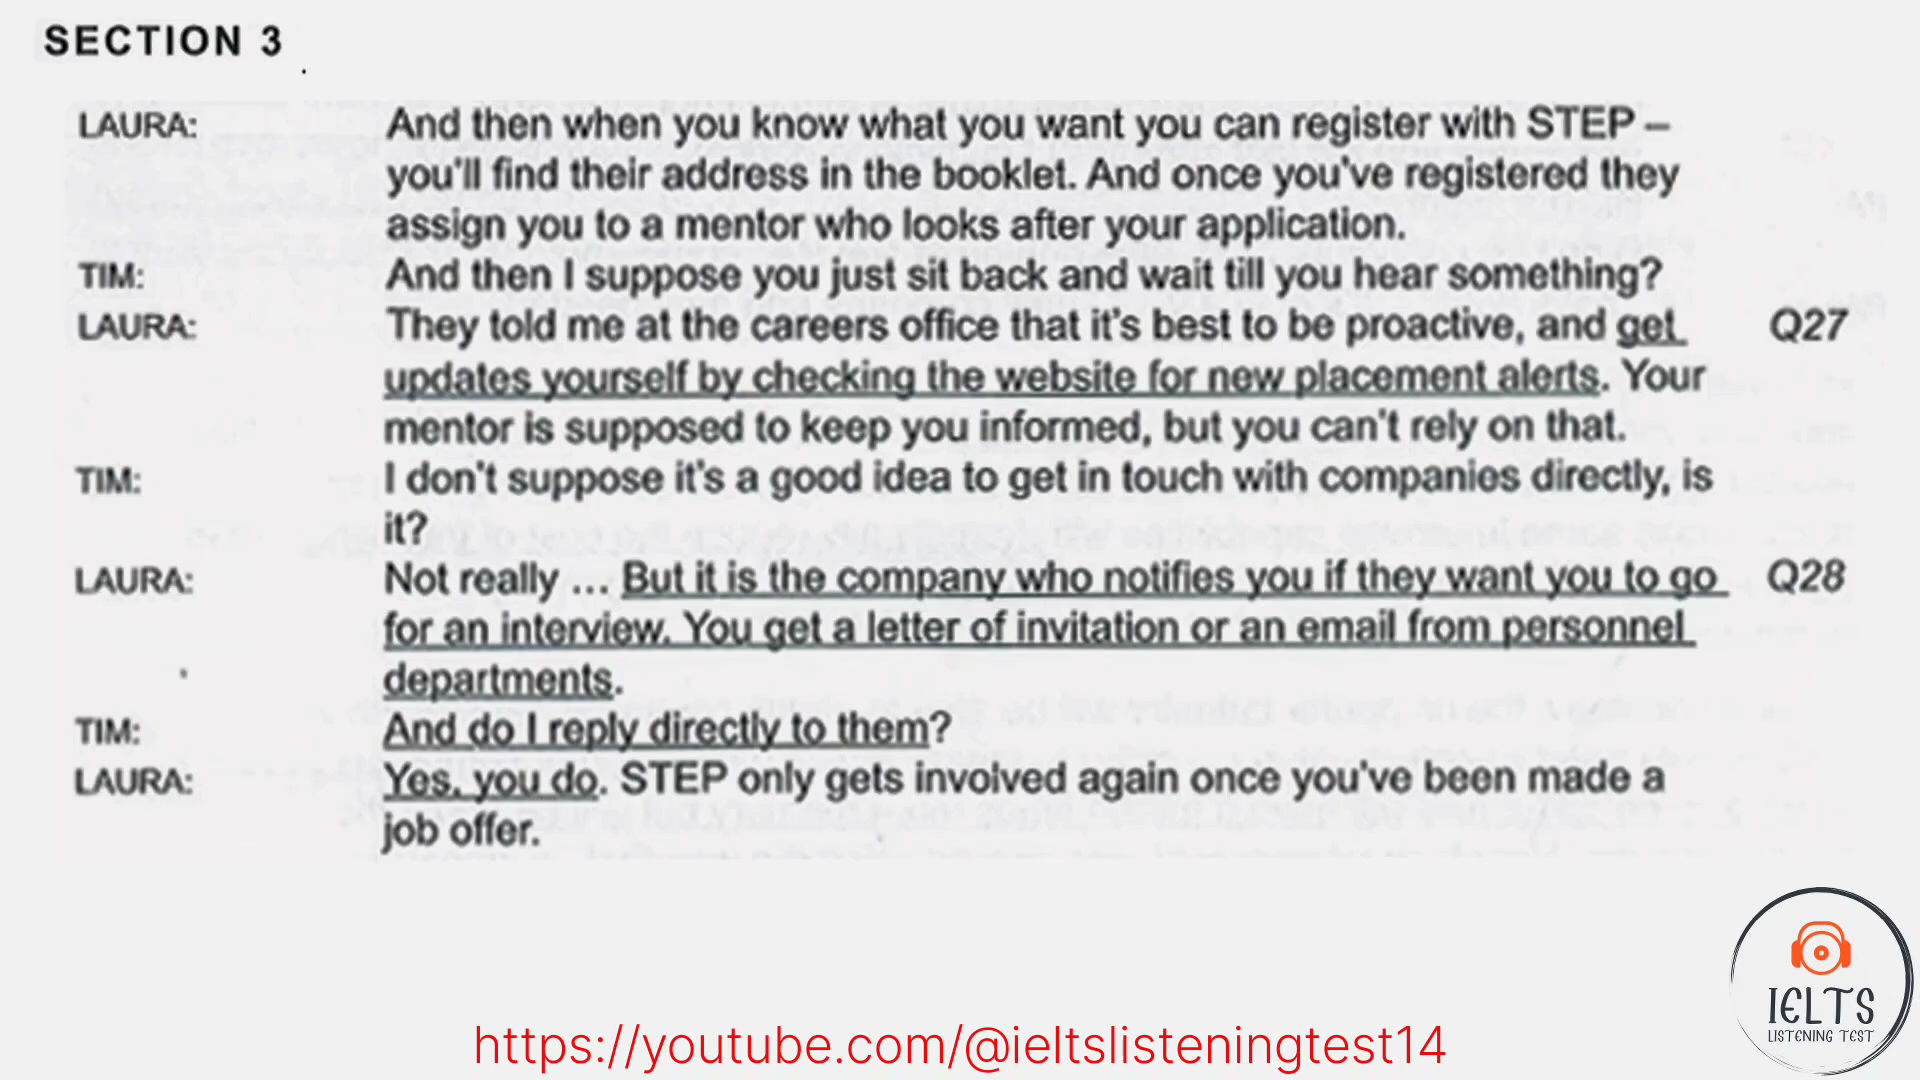 SECTION 3
LAURA: And then when you know what you want you can register with STEP –
you'll find their address in the booklet. And once you've registered they
assign you to a mentor who looks after your application.
TIM: And then I suppose you just sit back and wait till you hear something?
LAURA: They told me at the careers office that it's best to be proactive, and get Q27
updates yourself by checking the website for new placement alerts. Your
mentor is supposed to keep you informed, but you can't rely on that.
TIM: I don't suppose it's a good idea to get in touch with companies directly, is
it?
LAURA: Not really ... But it is the company who notifies you if they want you to go Q28
for an interview. You get a letter of invitation or an email from personnel
departments.
TIM: And do I reply directly to them?
LAURA: Yes, you do. STEP only gets involved again once you've been made a
job offer.
IELTS
LISTENING TEST
https://youtube.com/@ieltslisteningtest14